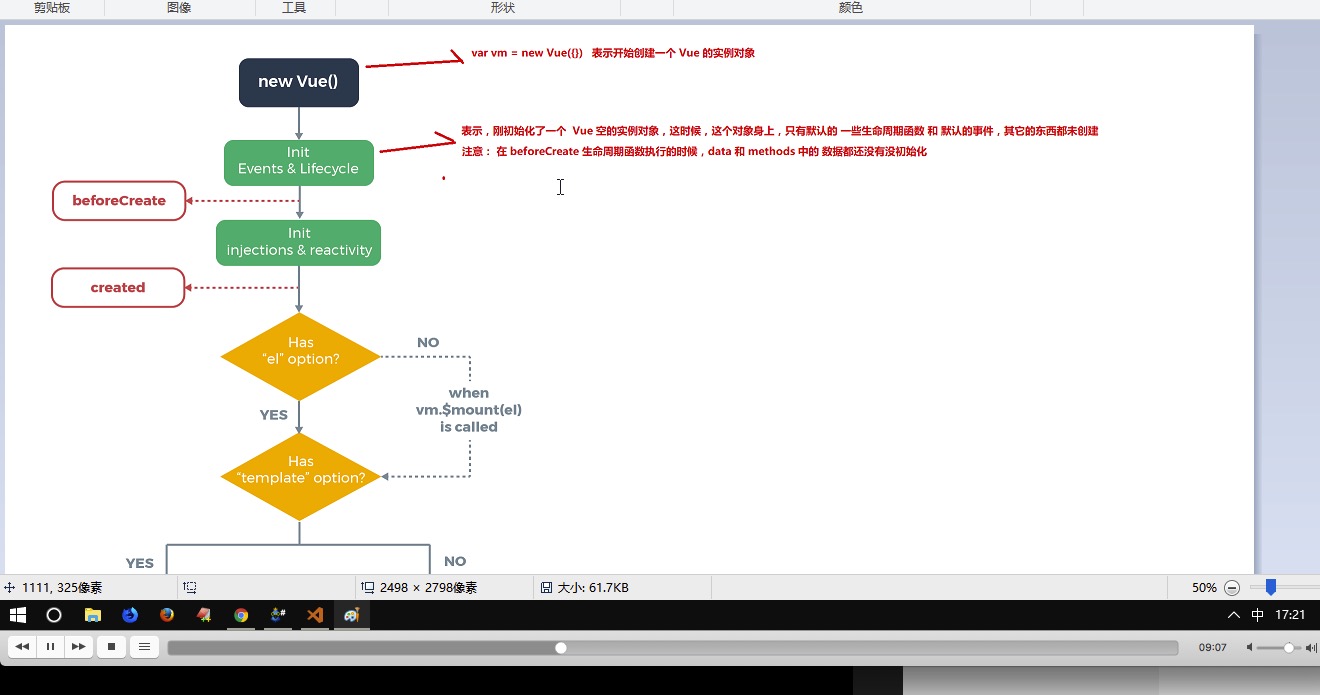 剪贴板
图像
工具
形状
颜色
new Vue()
var vm = new Vue({}) 表示开始创建一个 Vue 的实例对象
Init
Events & Lifecycle
表示，刚初始化了一个 Vue 空的实例对象，这时候，这个对象身上，只有默认的 一些生命周期函数 和 默认的事件，其它的东西都未创建
注意： 在 beforeCreate 生命周期函数执行的时候，data 和 methods 中的 数据都还没有没初始化
beforeCreate
Init
injections & reactivity
created
Has
“el” option?
NO
when
vm.$mount(el)
is called
YES
Has
“template” option?
YES
NO
1111, 325像素
2498 × 2798像素
大小: 61.7KB
50%
中
17:21
09:07